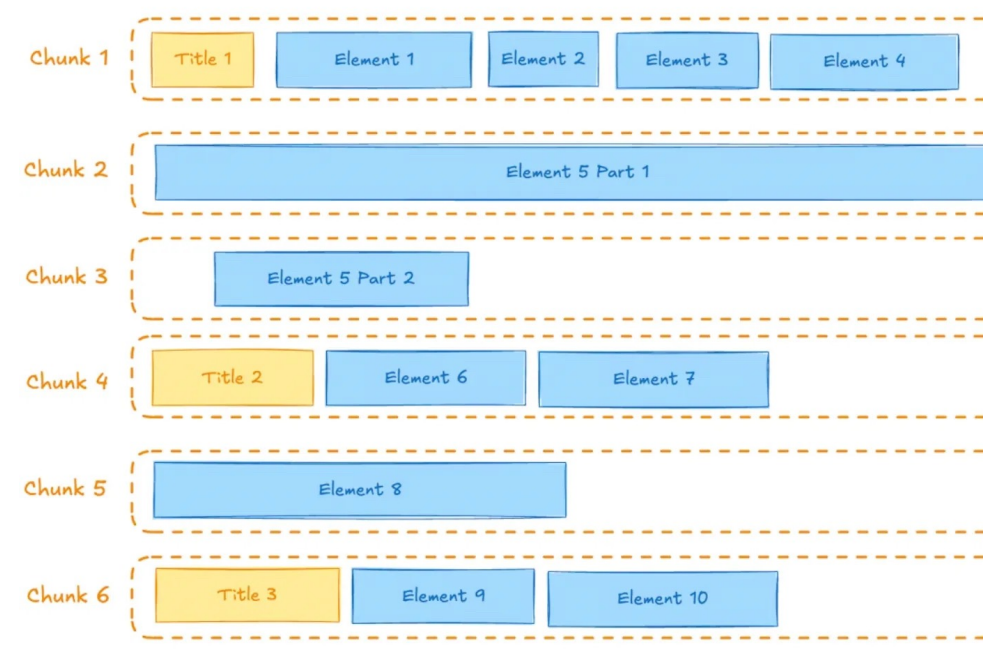 Chunk 1 Title 1 Element 1 Element 2 Element 3 Element 4
Chunk 2 Element 5 Part 1
Chunk 3 Element 5 Part 2
Chunk 4 Title 2 Element 6 Element 7
Chunk 5 Element 8
Chunk 6 Title 3 Element 9 Element 10